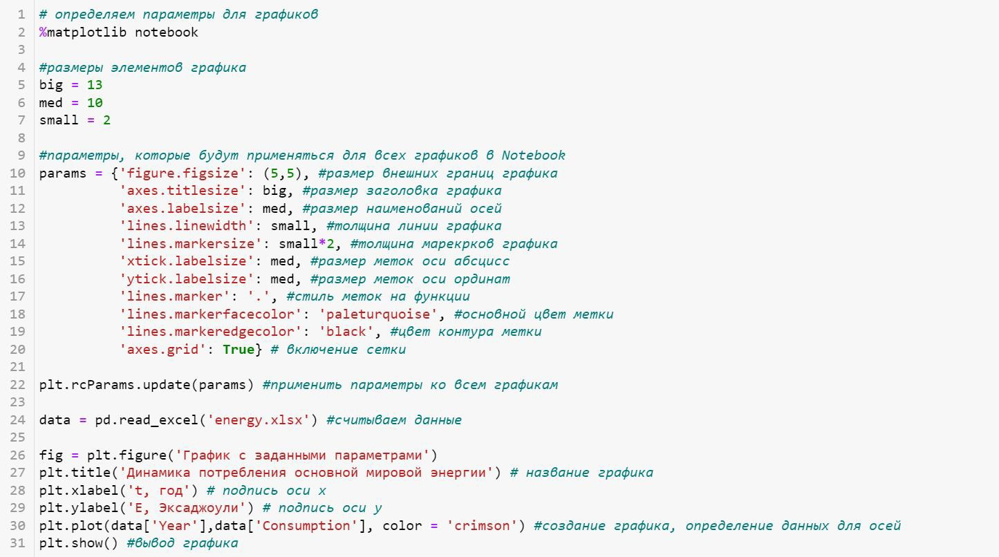 1 # определяем параметры для графиков
2 %matplotlib notebook
3
4 #размеры элементов графика
5 big = 13
6 med = 10
7 small = 2
8
9 #параметры, которые будут применяться для всех графиков в Notebook
10 params = {'figure.figsize': (5,5), #размер внешних границ графика
11           'axes.titlesize': big, #размер заголовка графика
12           'axes.labelsize': med, #размер наименований осей
13           'lines.linewidth': small, #толщина линии графика
14           'lines.markersize': small*2, #толщина марекрков графика
15           'xtick.labelsize': med, #размер меток оси абсцисс
16           'ytick.labelsize': med, #размер меток оси ординат
17           'lines.marker': '.', #стиль меток на функции
18           'lines.markerfacecolor': 'paleturquoise', #основной цвет метки
19           'lines.markeredgecolor': 'black', #цвет контура метки
20           'axes.grid': True} # включение сетки
21
22 plt.rcParams.update(params) #применить параметры ко всем графикам
23
24 data = pd.read_excel('energy.xlsx') #считываем данные
25
26 fig = plt.figure('График с заданными параметрами')
27 plt.title('Динамика потребления основной мировой энергии') # название графика
28 plt.xlabel('t, год') # подпись оси x
29 plt.ylabel('E, Эксаджоули') # подпись оси y
30 plt.plot(data['Year'],data['Consumption'], color = 'crimson') #создание графика, определение данных для осей
31 plt.show() #вывод графика